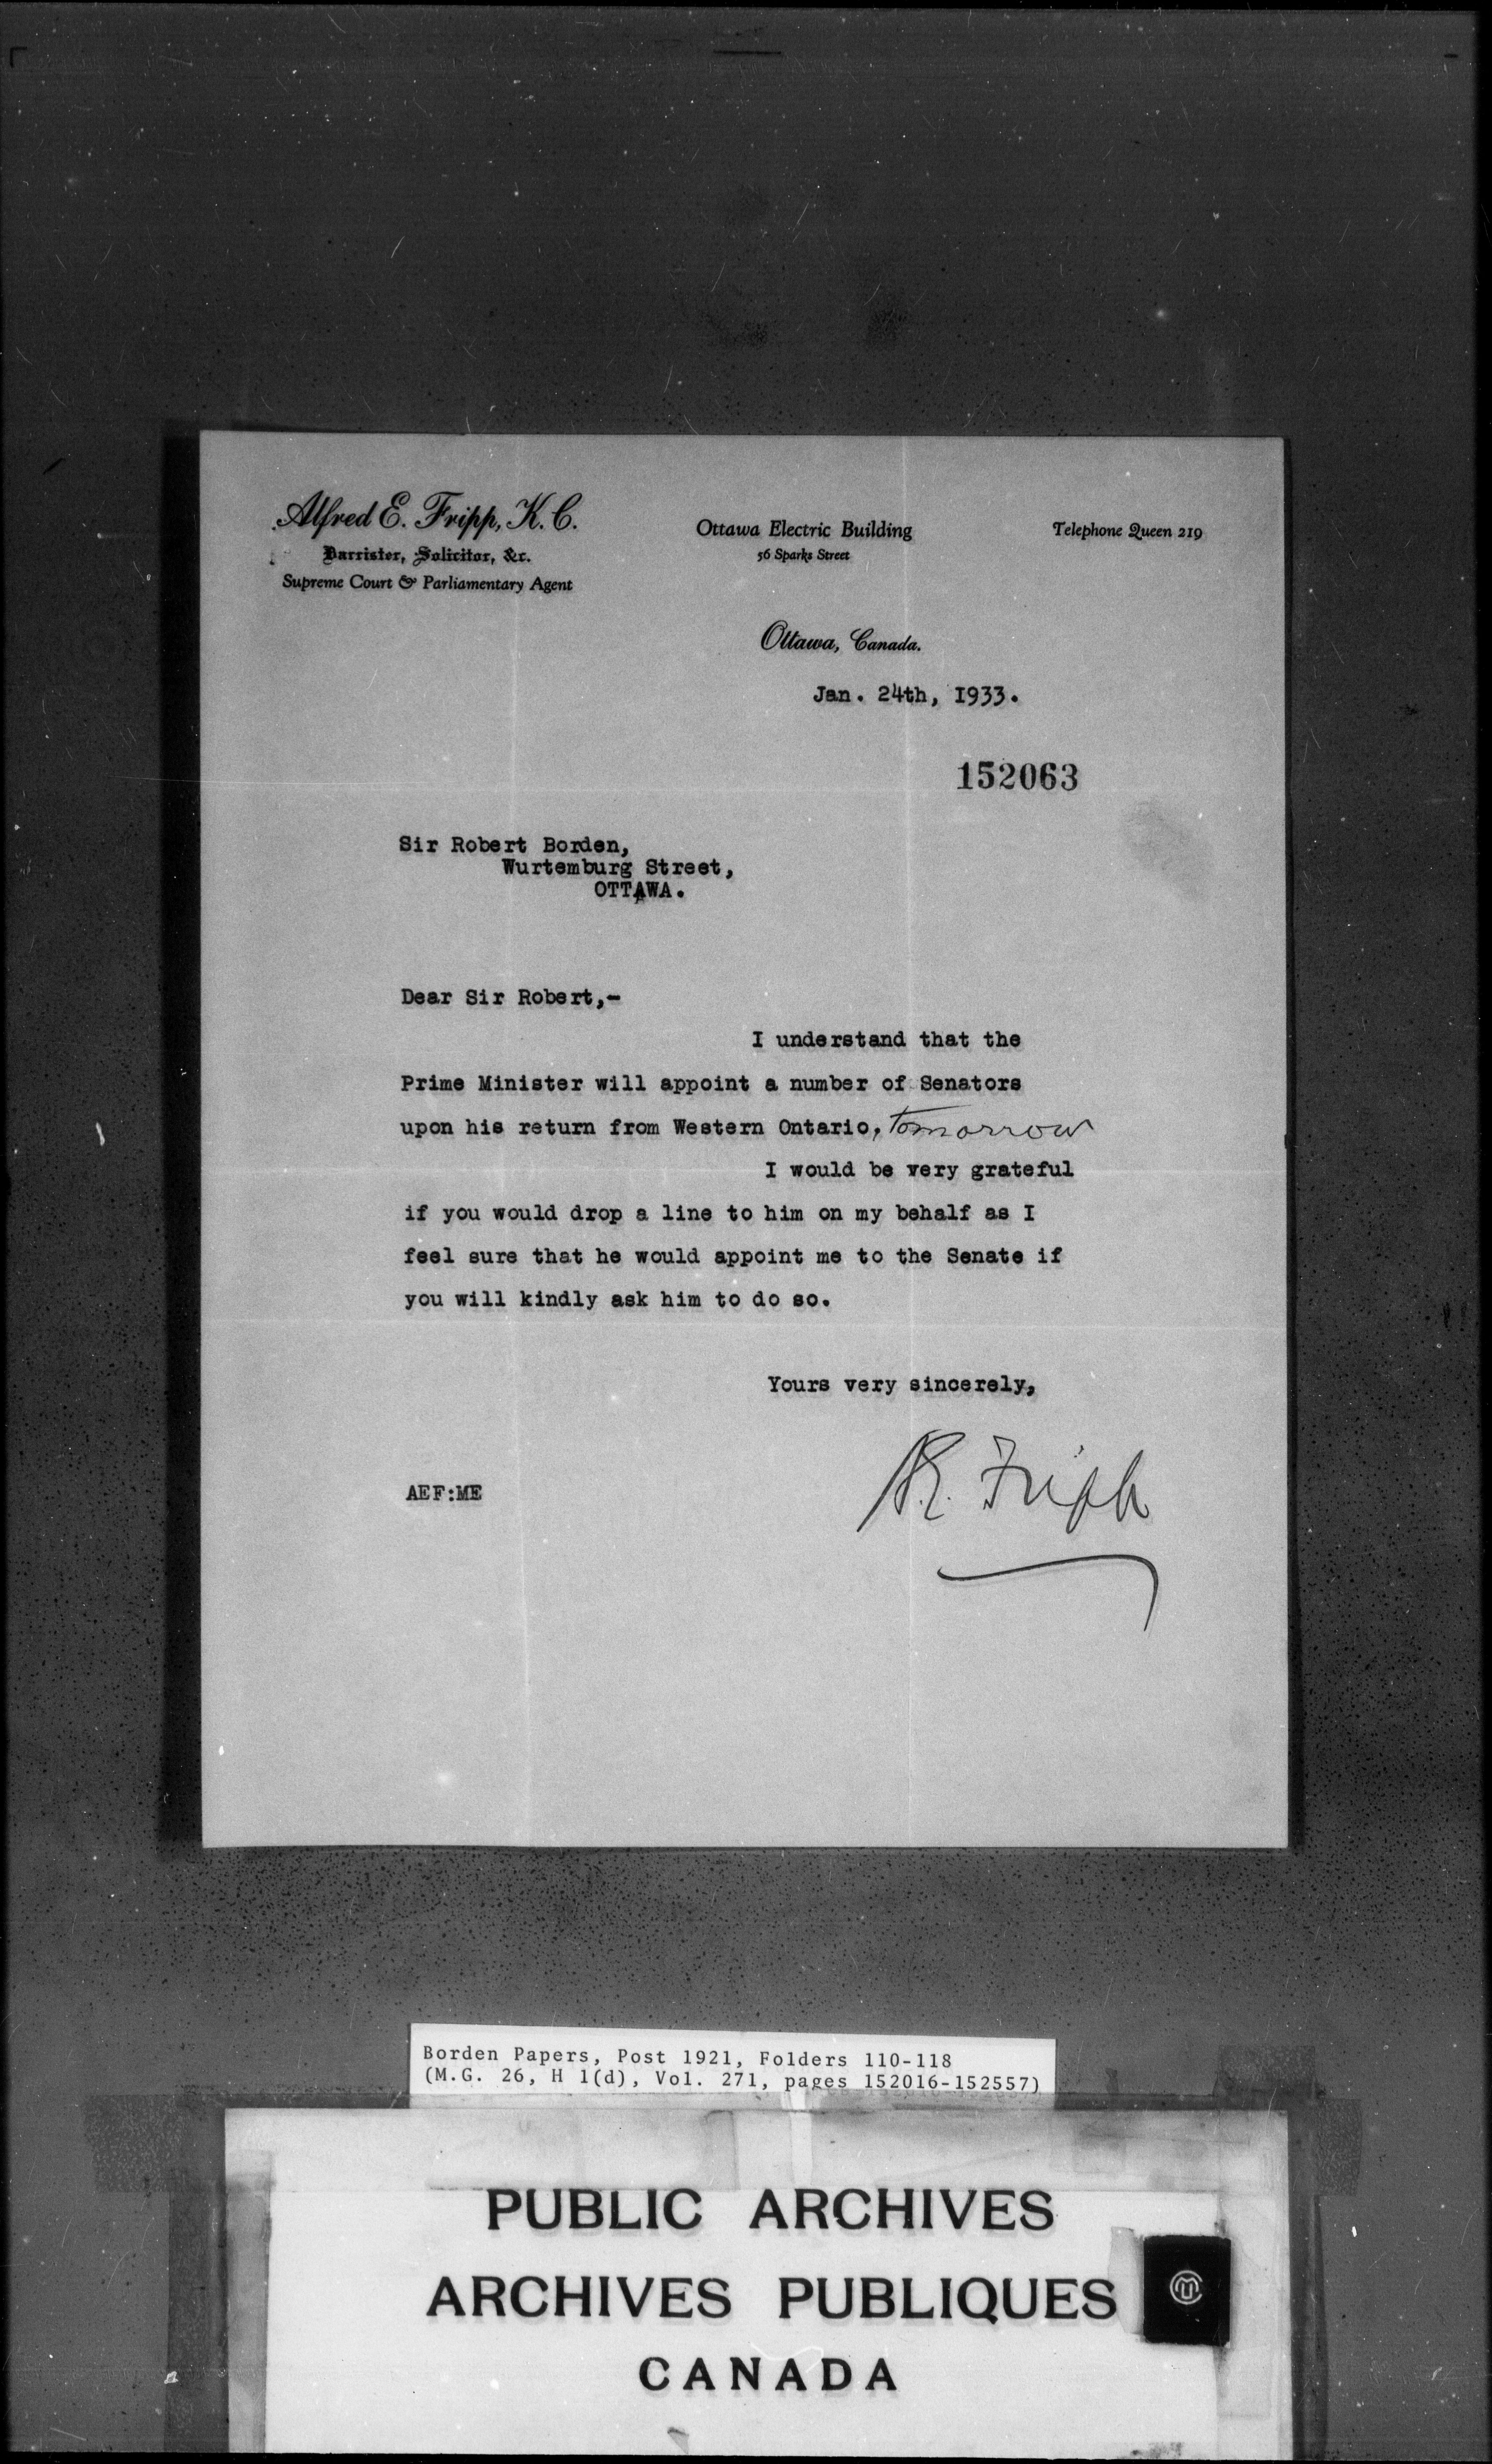 Alfred E. Fripp, K.C.
Barrister, Solicitor, &c.
Supreme Court & Parliamentary Agent
Ottawa Electric Building
56 Sparks Street
Telephone Queen 219
Ottawa, Canada.
Jan. 24th, 1933.
152063
Sir Robert Borden,
Wurtemburg Street,
OTTAWA.
Dear Sir Robert,-
I understand that the
Prime Minister will appoint a number of Senators
upon his return from Western Ontario, tomorrow
I would be very grateful
if you would drop a line to him on my behalf as I
feel sure that he would appoint me to the Senate if
you will kindly ask him to do so.
Yours very sincerely,
A.E. Fripp
AEF:ME
Borden Papers, Post 1921, Folders 110-118
(M.G. 26, H 1(d), Vol. 271, pages 152016-152557)
PUBLIC ARCHIVES
ARCHIVES PUBLIQUES
CANADA